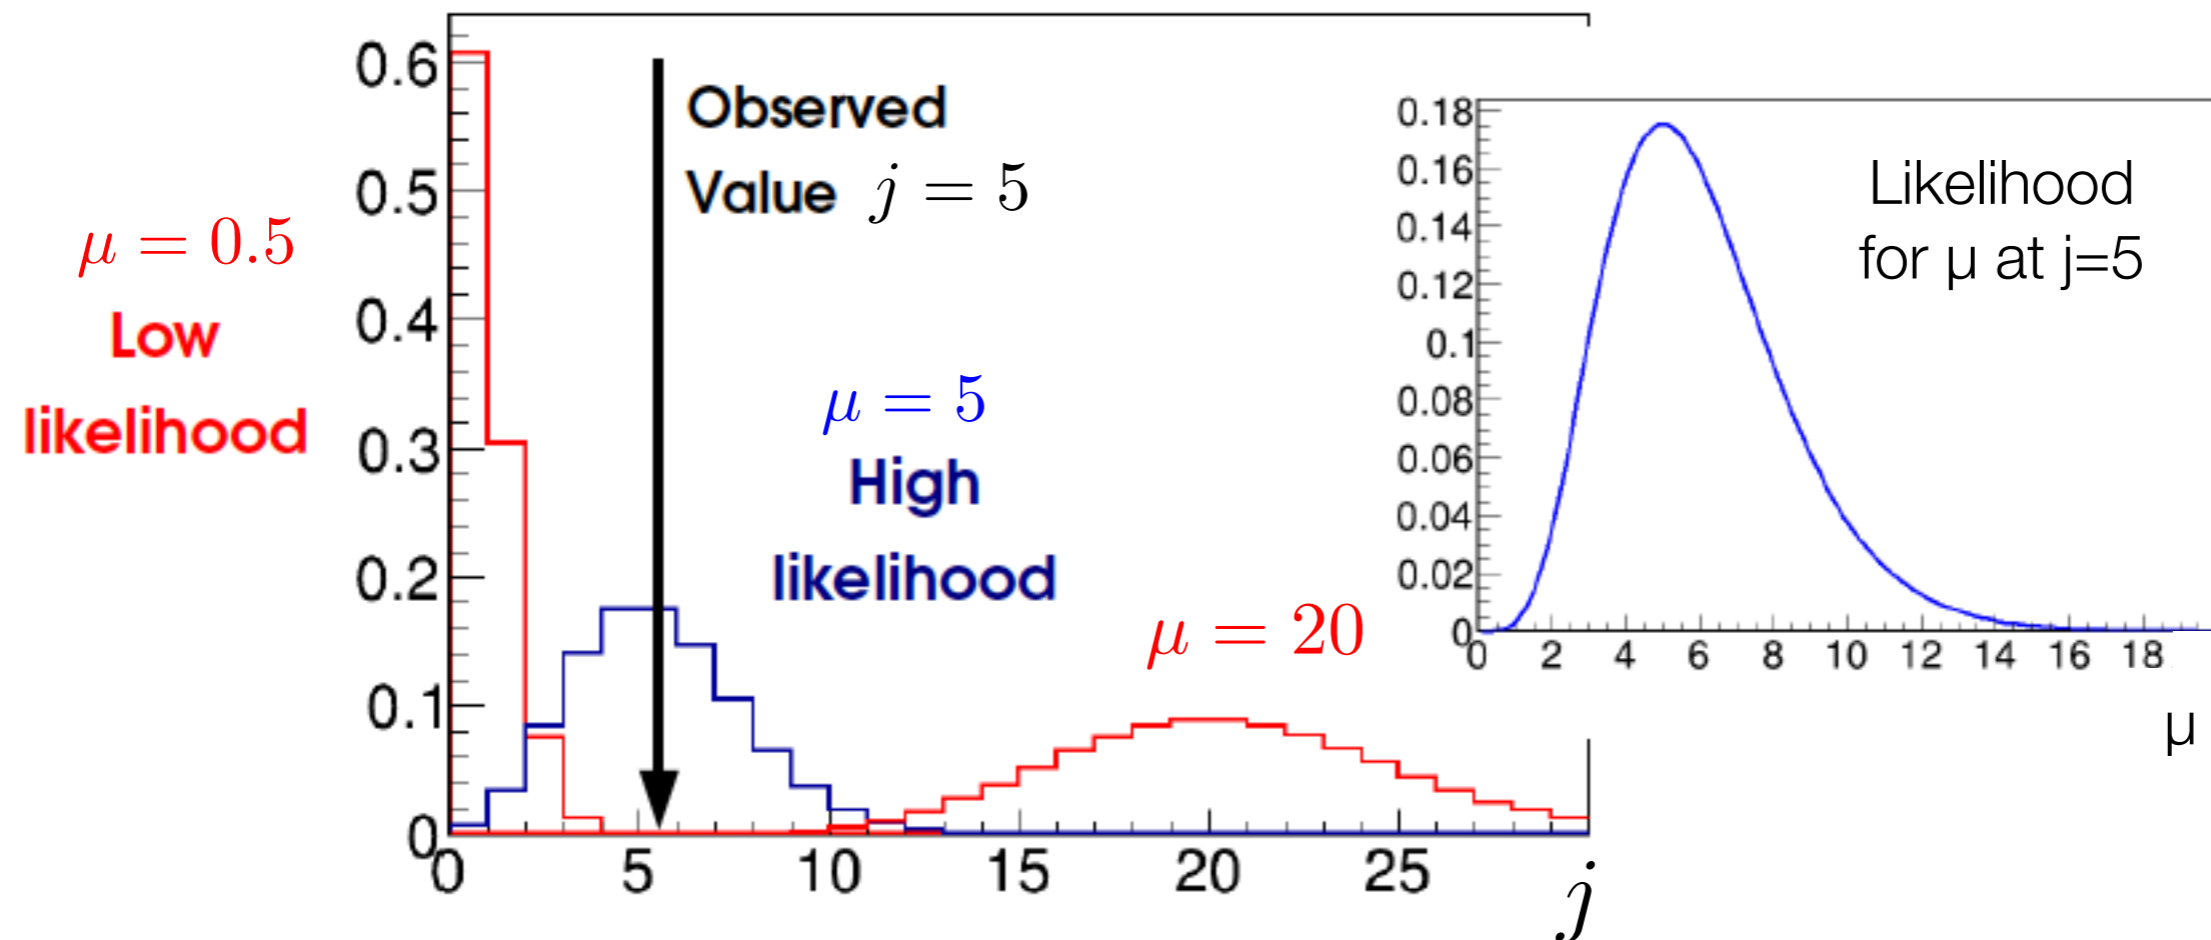 0.6
0.5
0.4
0.3
0.2
0.1
0
0
5
10
15
20
25
j
Observed
Value j = 5
μ = 0.5
Low
likelihood
μ = 5
High
likelihood
μ = 20
0.18
0.16
0.14
0.12
0.1
0.08
0.06
0.04
0.02
0
0
2
4
6
8
10
12
14
16
18
Likelihood
for μ at j=5
μ